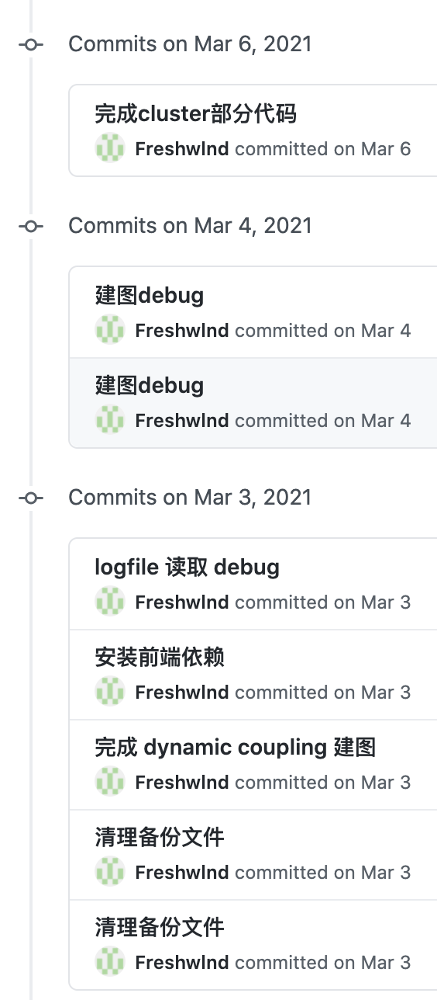 Commits on Mar 6, 2021
完成cluster部分代码
Freshwlnd committed on Mar 6
Commits on Mar 4, 2021
建图debug
Freshwlnd committed on Mar 4
建图debug
Freshwlnd committed on Mar 4
Commits on Mar 3, 2021
logfile 读取 debug
Freshwlnd committed on Mar 3
安装前端依赖
Freshwlnd committed on Mar 3
完成 dynamic coupling 建图
Freshwlnd committed on Mar 3
清理备份文件
Freshwlnd committed on Mar 3
清理备份文件
Freshwlnd committed on Mar 3